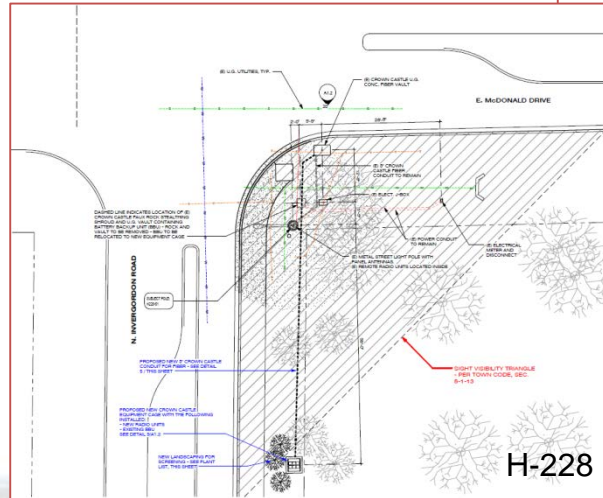 (E) U.G. UTILITIES, TYP.
A1.2
(E) CROWN CASTLE U.G.
CONC. FIBER VAULT
E. McDONALD DRIVE
(E) 2" CROWN
CASTLE FIBER
CONDUIT TO REMAIN
(E) ELECT. J-BOX
DASHED LINE INDICATES LOCATION OF (E)
CROWN CASTLE FAUX ROCK STEALTHING
SHROUD AND U.G. VAULT CONTAINING
BATTERY BACKUP UNIT (BBU) - ROCK AND
VAULT TO BE REMOVED - BBU TO BE
RELOCATED TO NEW EQUIPMENT CAGE
(E) POWER CONDUIT
TO REMAIN
(E) ELECTRICAL
METER AND
DISCONNECT
(E) METAL STREET LIGHT POLE WITH
PANEL ANTENNAS
(E) REMOTE RADIO UNITS LOCATED INSIDE
N. INVERGORDON ROAD
PROPOSED NEW 2" CROWN CASTLE
CONDUIT FOR FIBER - SEE DETAIL
THIS SHEET
SIGHT VISIBILITY TRIANGLE
- PER TOWN CODE, SEC.
8-1-13
PROPOSED NEW CROWN CASTLE
EQUIPMENT CAGE WITH THE FOLLOWING
INSTALLED:
- NEW RADIO UNITS
- EXISTING BBU
SEE DETAIL
NEW LANDSCAPING FOR
SCREENING - SEE PLANT
LIST, THIS SHEET
H-228